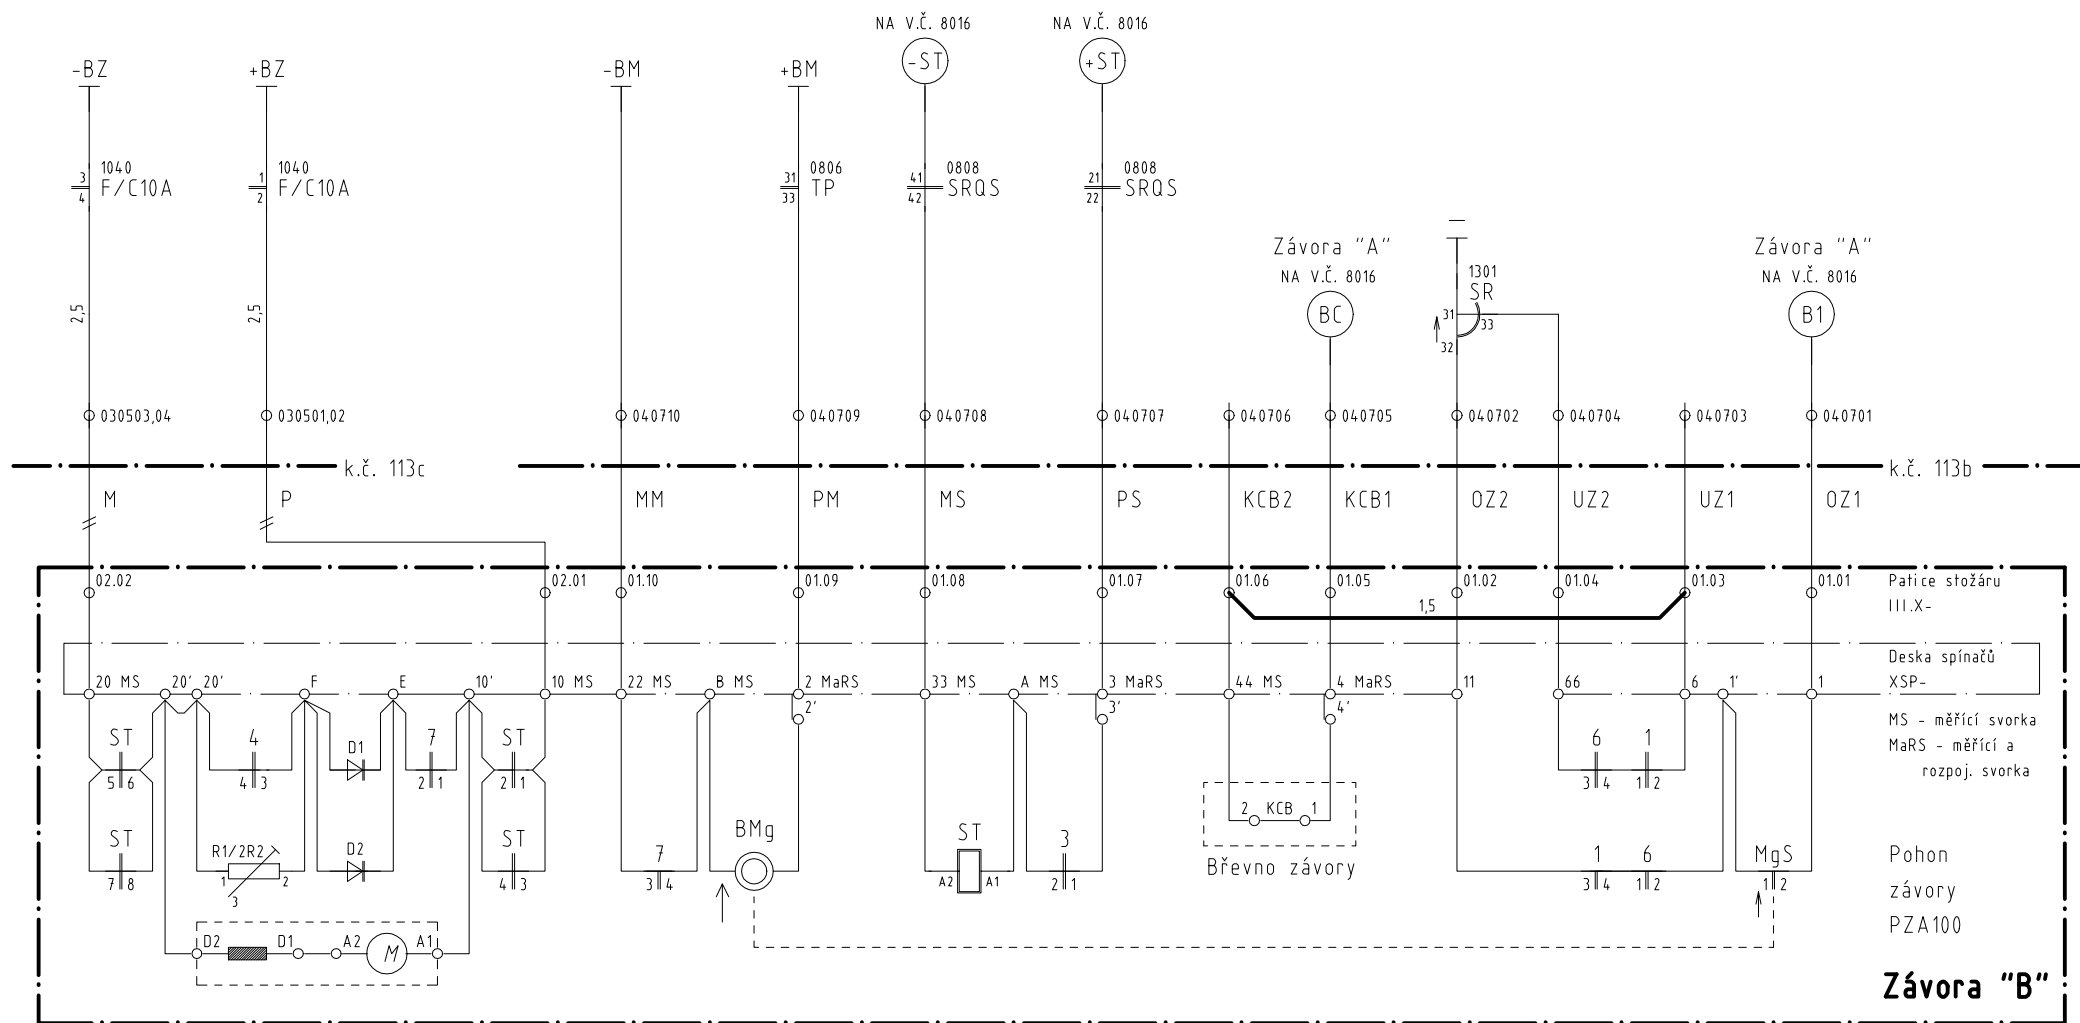 NA V.Č. 8016
NA V.Č. 8016
-BZ
+BZ
-BM
+BM
-ST
+ST
3
4
1040
F/C10A
1
2
1040
F/C10A
31
33
0806
TP
41
42
0808
SRQS
21
22
0808
SRQS
Závora "A"
NA V.Č. 8016
BC
1301
SR
31
33
32
Závora "A"
NA V.Č. 8016
B1
2,5
2,5
030503,04
030501,02
040710
040709
040708
040707
040706
040705
040702
040704
040703
040701
k.č. 113c
k.č. 113b
M
P
MM
PM
MS
PS
KCB2
KCB1
OZ2
UZ2
UZ1
OZ1
02.02
02.01
01.10
01.09
01.08
01.07
01.06
01.05
01.02
01.04
01.03
01.01
1,5
Patice stožáru
III.X-
Deska spínačů
XSP-
20 MS
20'
20'
F
E
10'
10 MS
22 MS
B MS
2 MaRS
2'
33 MS
A MS
3 MaRS
3'
44 MS
4 MaRS
4'
11
66
6
1'
1
MS - měřící svorka
MaRS - měřící a
rozpoj. svorka
ST
5 6
4
4 3
D1
7
2 1
ST
2 1
6
3 4
1
1 2
2 KCB 1
Břevno závory
ST
7 8
R1/2R2
1 2
3
D2
ST
4 3
7
3 4
BMg
ST
A2 A1
3
2 1
1
3 4
6
1 2
MgS
1 2
Pohon
závory
PZA100
D2 D1 A2 M A1
Závora "B"